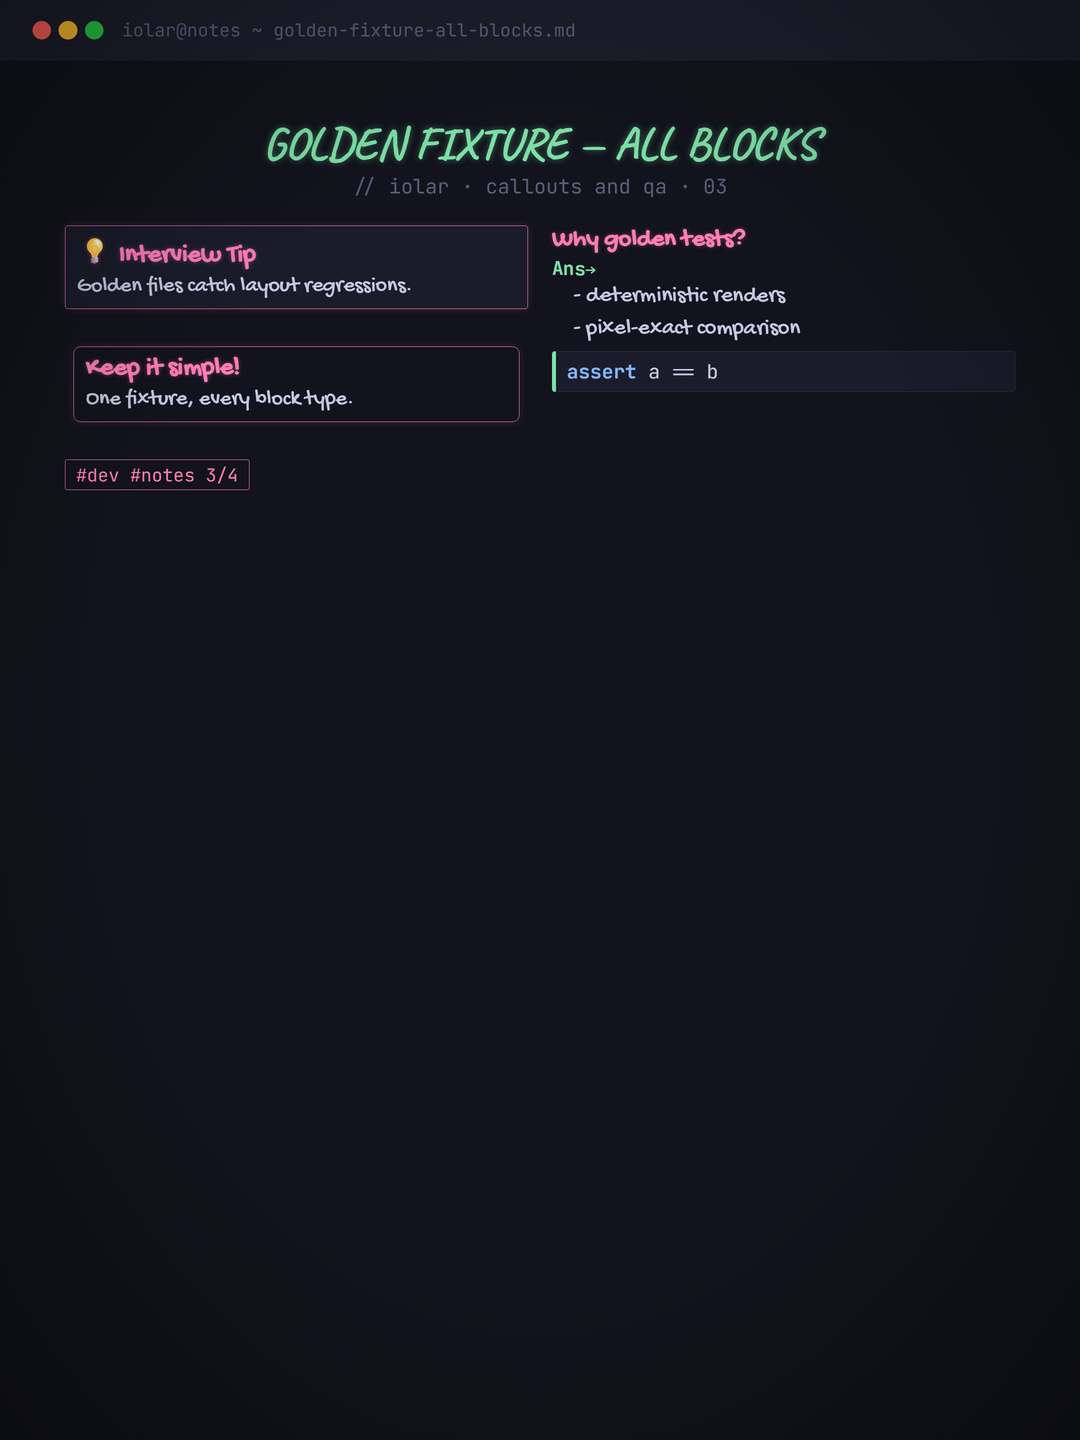 iolar@notes ~ golden-fixture-all-blocks.md
GOLDEN FIXTURE — ALL BLOCKS
// iolar · callouts and qa · 03
Interview Tip
Golden files catch layout regressions.
Keep it simple!
One fixture, every block type.
#dev #notes 3/4
Why golden tests?
Ans→
- deterministic renders
- pixel-exact comparison
assert a == b